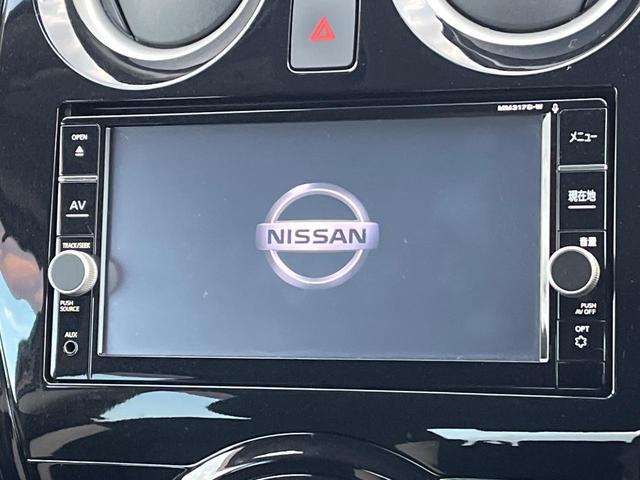 MM317D-W
OPEN
AV
TRACK/SEEK
PUSH
SOURCE
AUX
NISSAN
メニュー
現在地
音量
PUSH
AV OFF
OPT